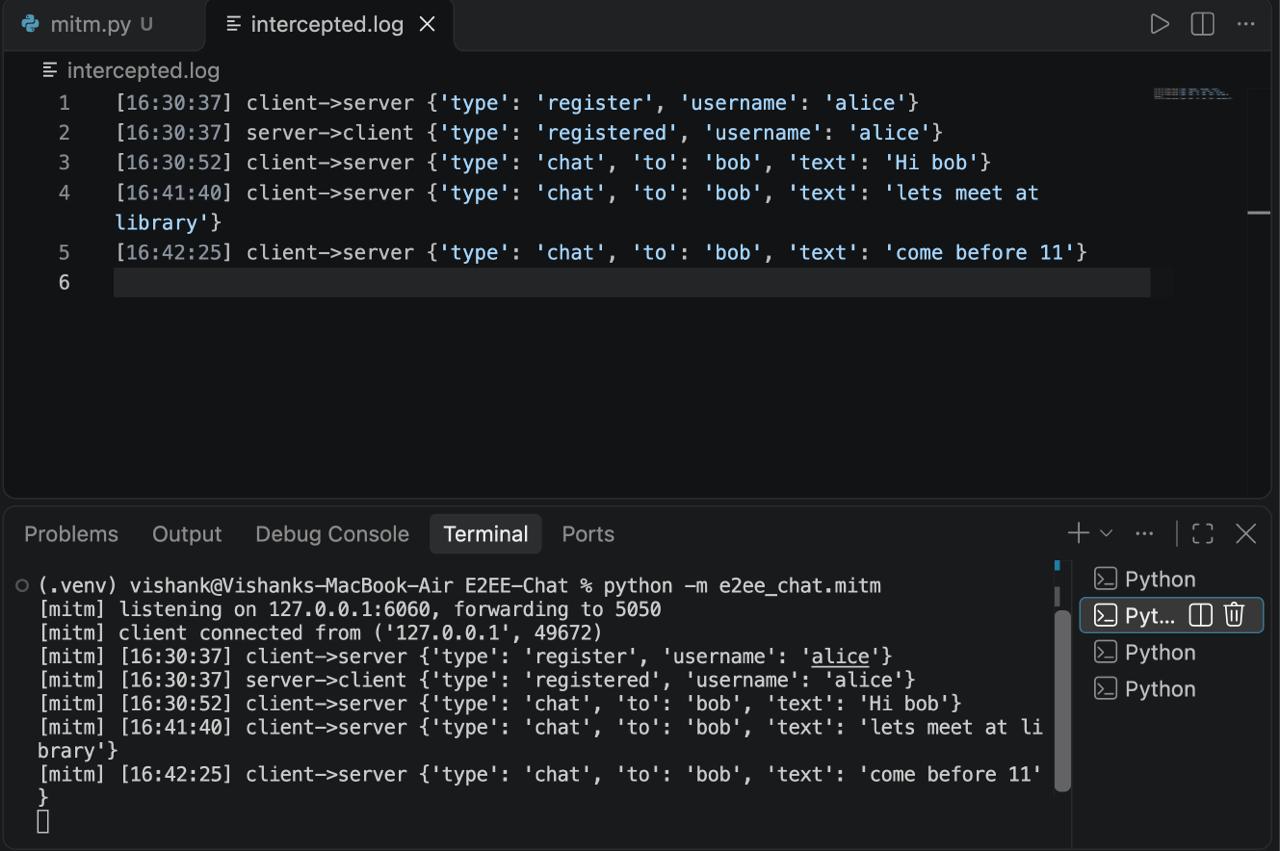 mitm.py U
intercepted.log
intercepted.log
1 [16:30:37] client->server {'type': 'register', 'username': 'alice'}
2 [16:30:37] server->client {'type': 'registered', 'username': 'alice'}
3 [16:30:52] client->server {'type': 'chat', 'to': 'bob', 'text': 'Hi bob'}
4 [16:41:40] client->server {'type': 'chat', 'to': 'bob', 'text': 'lets meet at
library'}
5 [16:42:25] client->server {'type': 'chat', 'to': 'bob', 'text': 'come before 11'}
6
Problems Output Debug Console Terminal Ports
(.venv) vishank@Vishanks-MacBook-Air E2EE-Chat % python -m e2ee_chat.mitm
[mitm] listening on 127.0.0.1:6060, forwarding to 5050
[mitm] client connected from ('127.0.0.1', 49672)
[mitm] [16:30:37] client->server {'type': 'register', 'username': 'alice'}
[mitm] [16:30:37] server->client {'type': 'registered', 'username': 'alice'}
[mitm] [16:30:52] client->server {'type': 'chat', 'to': 'bob', 'text': 'Hi bob'}
[mitm] [16:41:40] client->server {'type': 'chat', 'to': 'bob', 'text': 'lets meet at li
brary'}
[mitm] [16:42:25] client->server {'type': 'chat', 'to': 'bob', 'text': 'come before 11'
}
Python
Pyt...
Python
Python